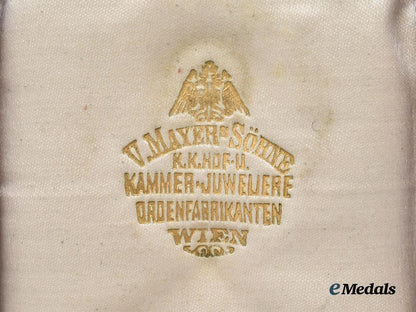 V. MAYER'S SÖHNE
K.K. HOF- U.
KAMMER-JUWELIERE
ORDENFABRIKANTEN
WIEN
eMedals